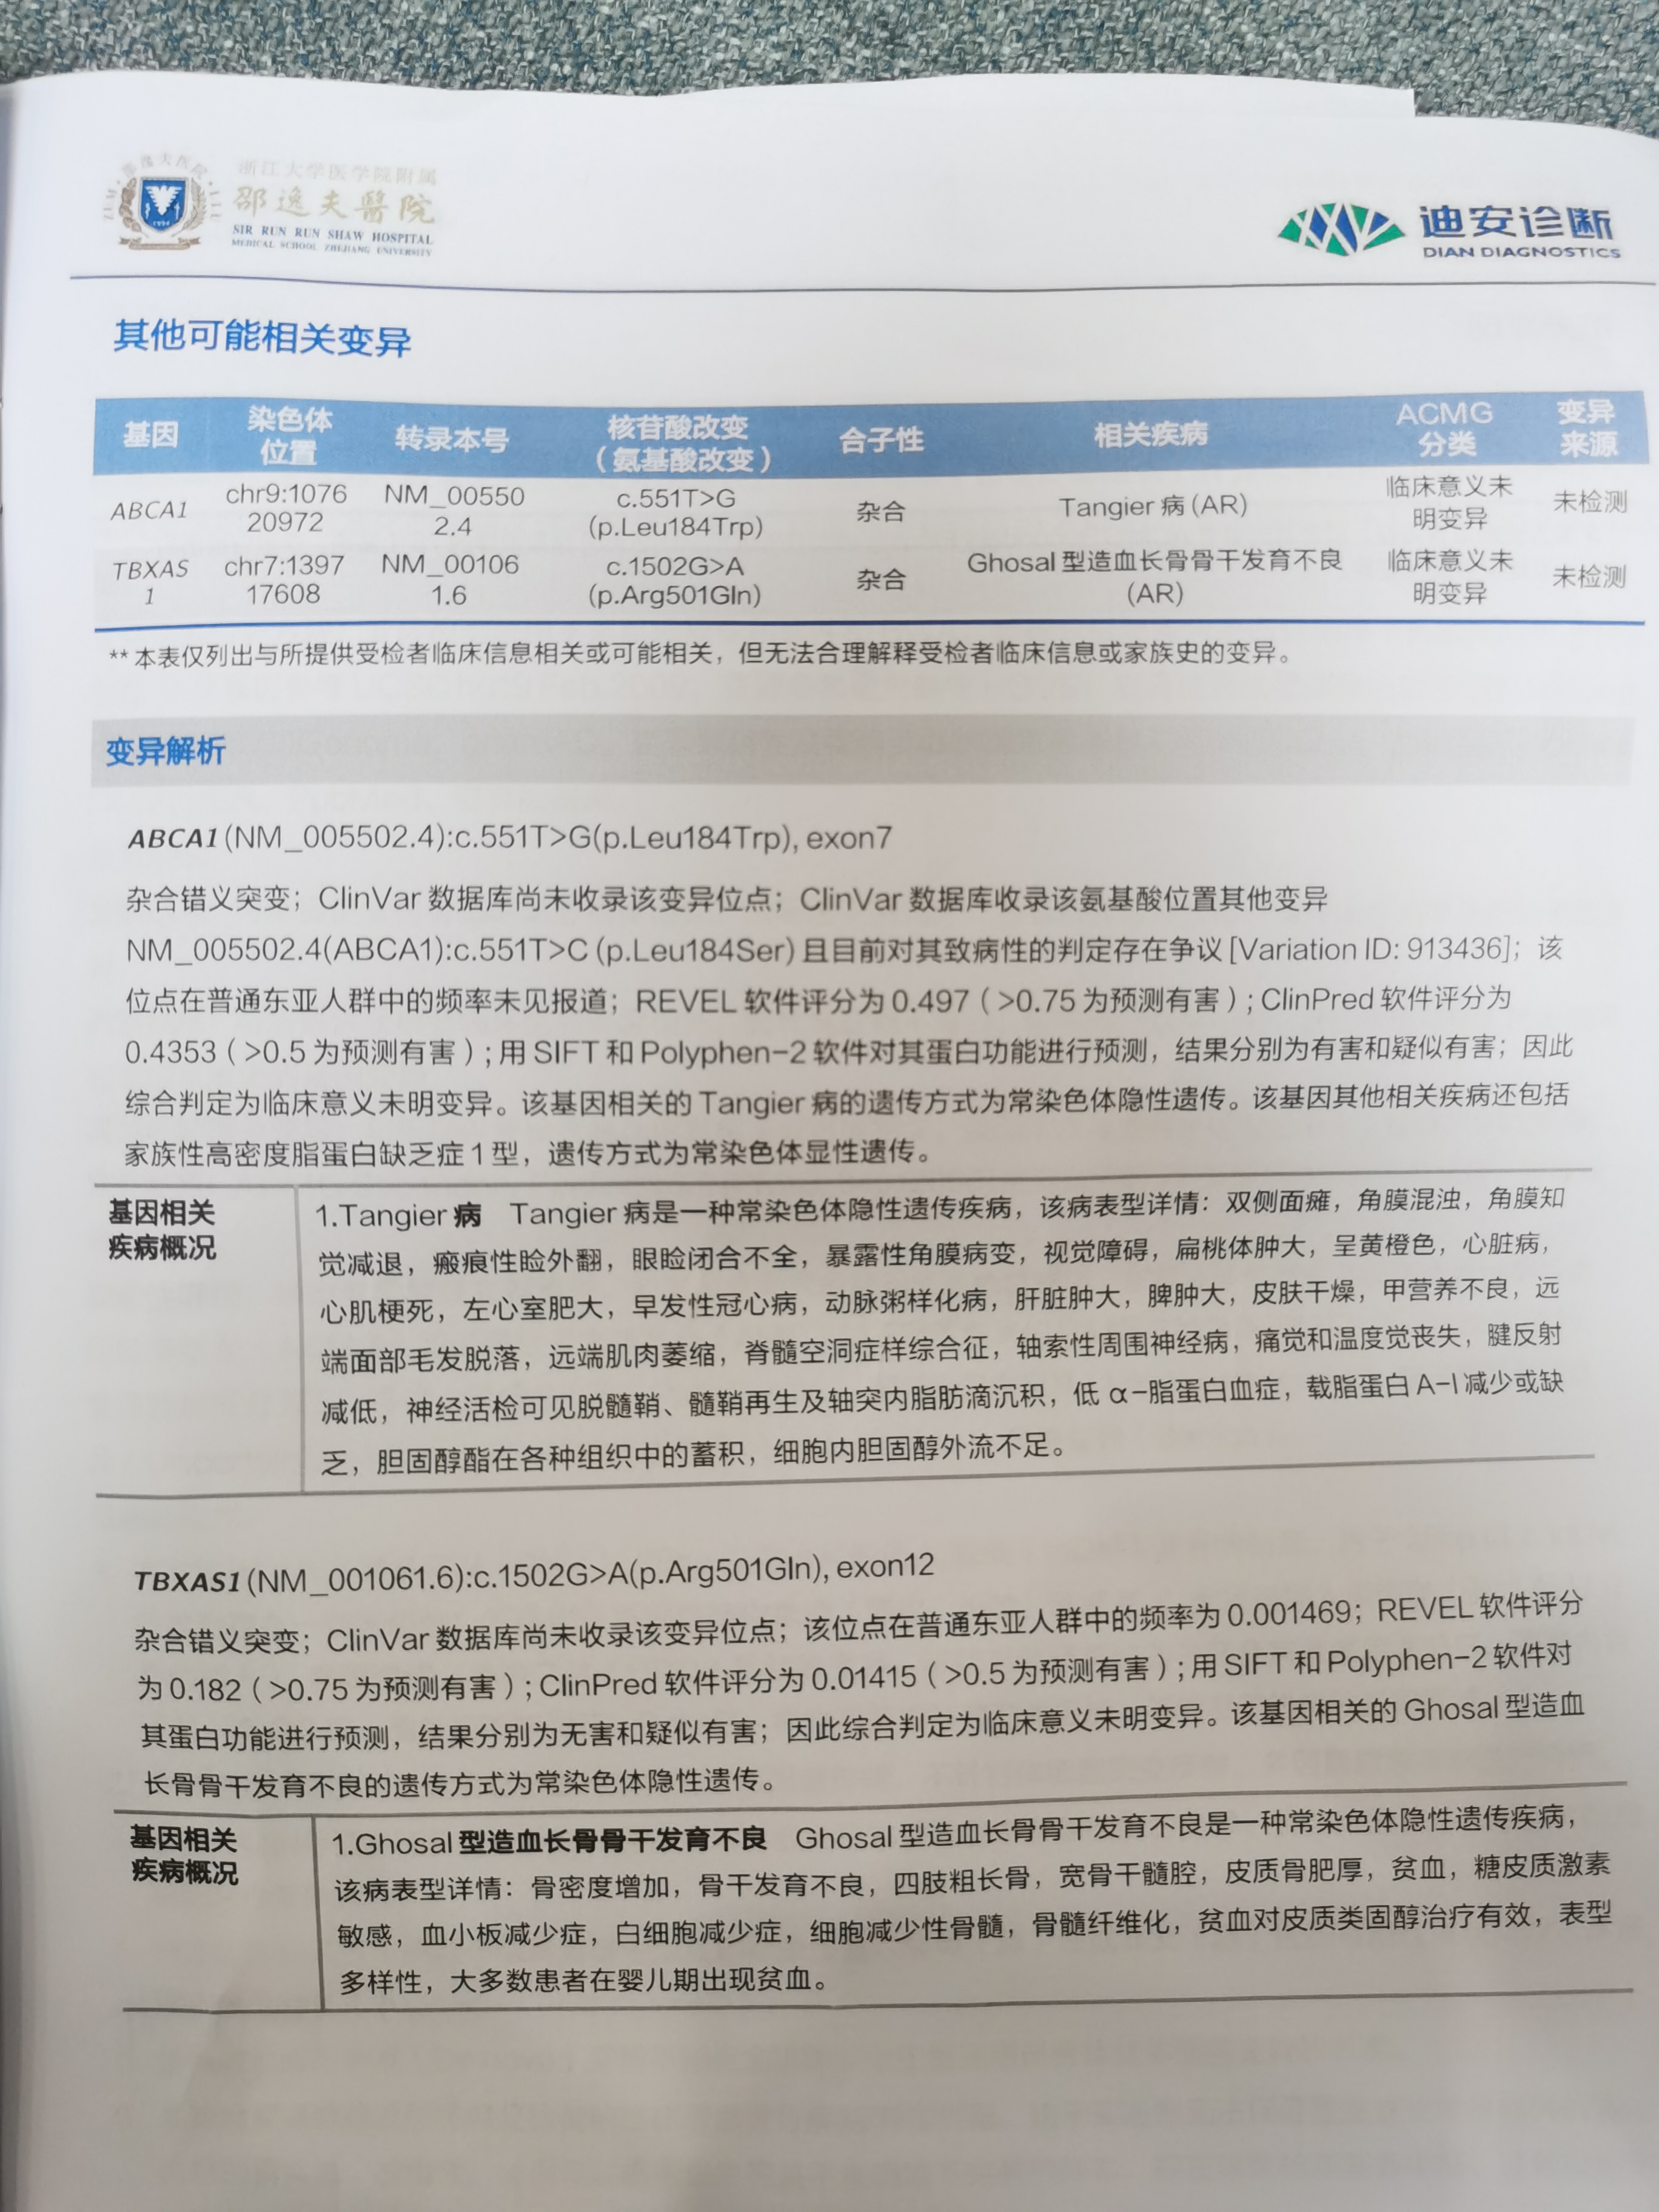 浙江大学医学院附属
邵逸夫醫院
SIR RUN RUN SHAW HOSPITAL
MEDICAL SCHOOL ZHEJIANG UNIVERSITY
1994
迪安诊断
DIAN DIAGNOSTICS
其他可能相关变异
基因 染色体位置 转录本号 核苷酸改变（氨基酸改变） 合子性 相关疾病 ACMG分类 变异来源
ABCA1 chr9:107620972 NM_005502.4 c.551T>G (p.Leu184Trp) 杂合 Tangier 病 (AR) 临床意义未明变异 未检测
TBXAS1 chr7:139717608 NM_001061.6 c.1502G>A (p.Arg501Gln) 杂合 Ghosal 型造血长骨骨干发育不良 (AR) 临床意义未明变异 未检测
** 本表仅列出与所提供受检者临床信息相关或可能相关，但无法合理解释受检者临床信息或家族史的变异。
变异解析
ABCA1(NM_005502.4):c.551T>G(p.Leu184Trp), exon7
杂合错义突变；ClinVar 数据库尚未收录该变异位点；ClinVar 数据库收录该氨基酸位置其他变异
NM_005502.4(ABCA1):c.551T>C (p.Leu184Ser) 且目前对其致病性的判定存在争议 [Variation ID: 913436]；该
位点在普通东亚人群中的频率未见报道；REVEL 软件评分为 0.497（>0.75 为预测有害）; ClinPred 软件评分为
0.4353（>0.5 为预测有害）; 用 SIFT 和 Polyphen-2 软件对其蛋白功能进行预测，结果分别为有害和疑似有害；因此
综合判定为临床意义未明变异。该基因相关的 Tangier 病的遗传方式为常染色体隐性遗传。该基因其他相关疾病还包括
家族性高密度脂蛋白缺乏症 1 型，遗传方式为常染色体显性遗传。
基因相关
疾病概况
1.Tangier 病 Tangier 病是一种常染色体隐性遗传疾病，该病表型详情：双侧面瘫，角膜混浊，角膜知
觉减退，瘢痕性睑外翻，眼睑闭合不全，暴露性角膜病变，视觉障碍，扁桃体肿大，呈黄橙色，心脏病，
心肌梗死，左心室肥大，早发性冠心病，动脉粥样化病，肝脏肿大，脾肿大，皮肤干燥，甲营养不良，远
端面部毛发脱落，远端肌肉萎缩，脊髓空洞症样综合征，轴索性周围神经病，痛觉和温度觉丧失，腱反射
减低，神经活检可见脱髓鞘、髓鞘再生及轴突内脂肪滴沉积，低 α-脂蛋白血症，载脂蛋白 A-I 减少或缺
乏，胆固醇酯在各种组织中的蓄积，细胞内胆固醇外流不足。
TBXAS1(NM_001061.6):c.1502G>A(p.Arg501Gln), exon12
杂合错义突变；ClinVar 数据库尚未收录该变异位点；该位点在普通东亚人群中的频率为 0.001469；REVEL 软件评分
为 0.182（>0.75 为预测有害）; ClinPred 软件评分为 0.01415（>0.5 为预测有害）; 用 SIFT 和 Polyphen-2 软件对
其蛋白功能进行预测，结果分别为无害和疑似有害；因此综合判定为临床意义未明变异。该基因相关的 Ghosal 型造血
长骨骨干发育不良的遗传方式为常染色体隐性遗传。
基因相关
疾病概况
1.Ghosal 型造血长骨骨干发育不良 Ghosal 型造血长骨骨干发育不良是一种常染色体隐性遗传疾病，
该病表型详情：骨密度增加，骨干发育不良，四肢粗长骨，宽骨干髓腔，皮质骨肥厚，贫血，糖皮质激素
敏感，血小板减少症，白细胞减少症，细胞减少性骨髓，骨髓纤维化，贫血对皮质类固醇治疗有效，表型
多样性，大多数患者在婴儿期出现贫血。